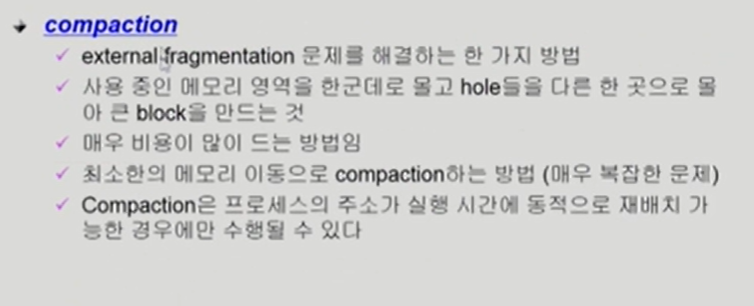 compaction
external fragmentation 문제를 해결하는 한 가지 방법
사용 중인 메모리 영역을 한군데로 몰고 hole들을 다른 한 곳으로 몰
아 큰 block을 만드는 것
매우 비용이 많이 드는 방법임
최소한의 메모리 이동으로 compaction하는 방법 (매우 복잡한 문제)
Compaction은 프로세스의 주소가 실행 시간에 동적으로 재배치 가
능한 경우에만 수행될 수 있다